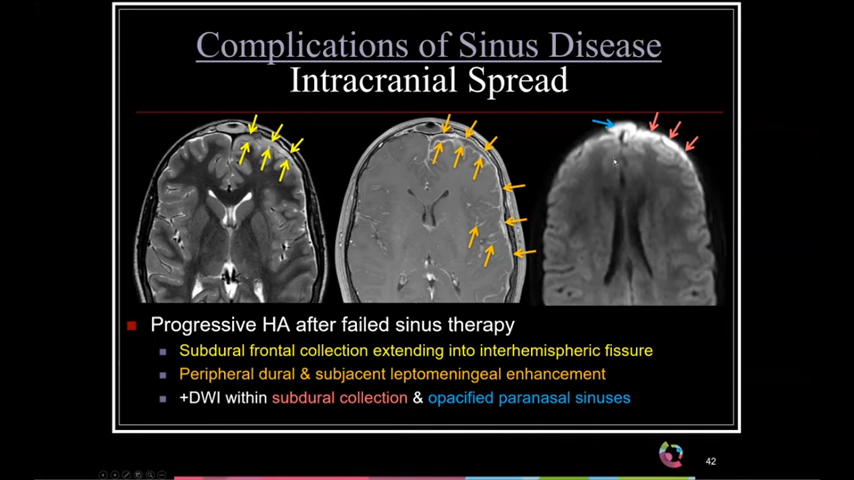 Complications of Sinus Disease
Intracranial Spread
Progressive HA after failed sinus therapy
Subdural frontal collection extending into interhemispheric fissure
Peripheral dural & subjacent leptomeningeal enhancement
+DWI within subdural collection & opacified paranasal sinuses
42